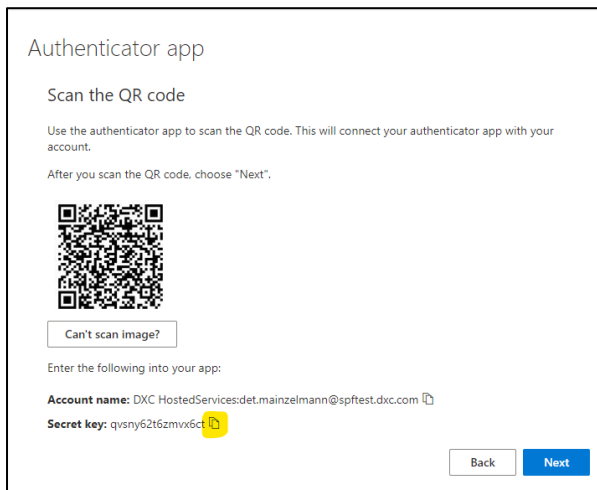 Authenticator app
Scan the QR code
Use the authenticator app to scan the QR code. This will connect your authenticator app with your
account.
After you scan the QR code, choose "Next".
Can't scan image?
Enter the following into your app:
Account name: DXC HostedServices:det.mainzelmann@spftest.dxc.com
Secret key: qvsny62t6zmvx6ct
Back Next